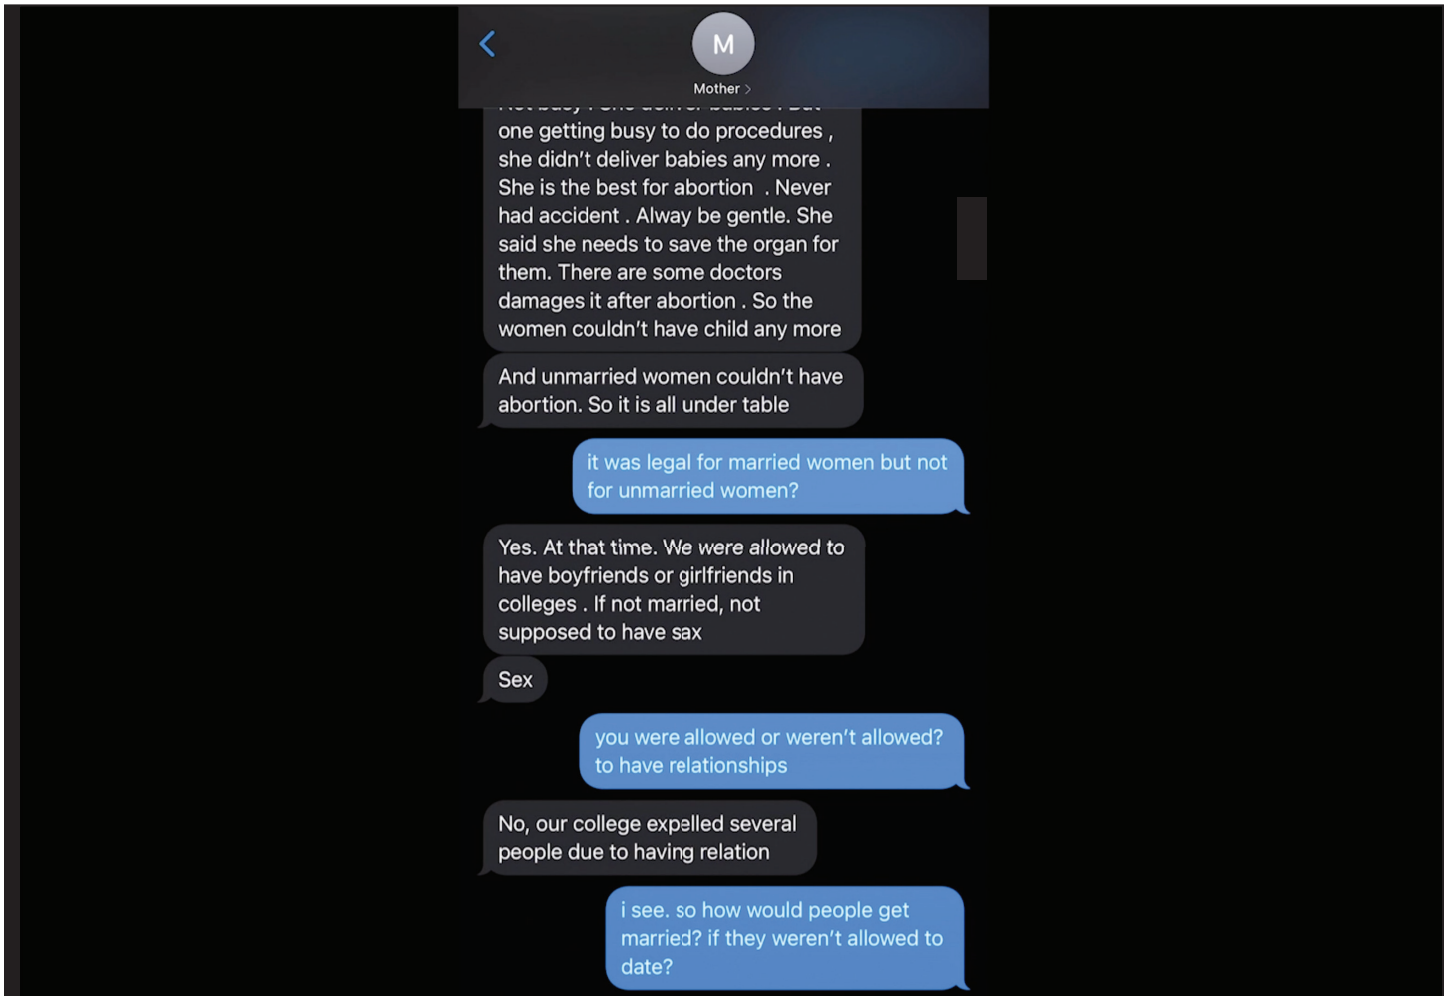 M
Mother >
Not busy. She deliver babies. But
one getting busy to do procedures ,
she didn't deliver babies any more .
She is the best for abortion . Never
had accident . Alway be gentle. She
said she needs to save the organ for
them. There are some doctors
damages it after abortion . So the
women couldn't have child any more
And unmarried women couldn't have
abortion. So it is all under table
it was legal for married women but not
for unmarried women?
Yes. At that time. We were allowed to
have boyfriends or girlfriends in
colleges . If not married, not
supposed to have sax
Sex
you were allowed or weren't allowed?
to have relationships
No, our college expelled several
people due to having relation
i see. so how would people get
married? if they weren't allowed to
date?